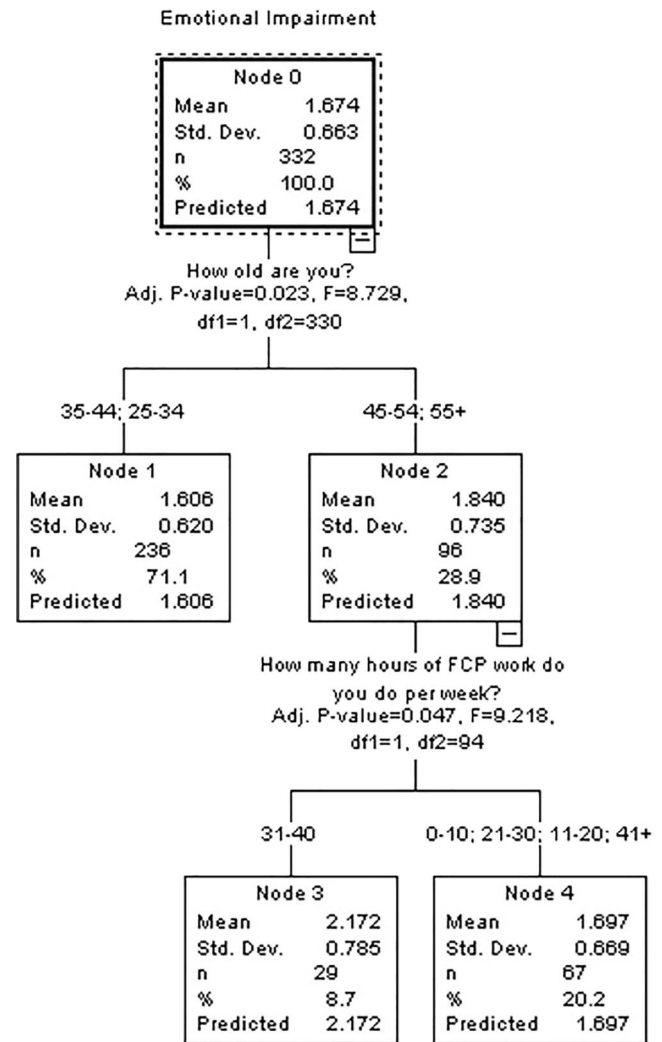 Emotional Impairment
Node 0
Mean 1.674
Std. Dev. 0.663
n 332
% 100.0
Predicted 1.674
How old are you?
Adj. P-value=0.023, F=8.729,
df1=1, df2=330
35-44; 25-34
45-54; 55+
Node 1
Mean 1.606
Std. Dev. 0.620
n 236
% 71.1
Predicted 1.606
Node 2
Mean 1.840
Std. Dev. 0.735
n 96
% 28.9
Predicted 1.840
How many hours of FCP work do
you do per week?
Adj. P-value=0.047, F=9.218,
df1=1, df2=94
31-40
0-10; 21-30; 11-20; 41+
Node 3
Mean 2.172
Std. Dev. 0.785
n 29
% 8.7
Predicted 2.172
Node 4
Mean 1.697
Std. Dev. 0.669
n 67
% 20.2
Predicted 1.697